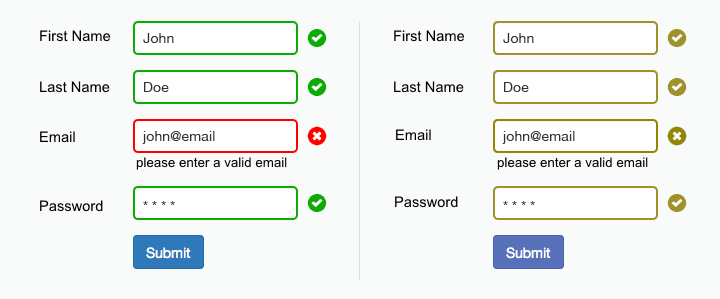 First Name John
Last Name Doe
Email john@email
please enter a valid email
Password * * * *
Submit
First Name John
Last Name Doe
Email john@email
please enter a valid email
Password * * * *
Submit